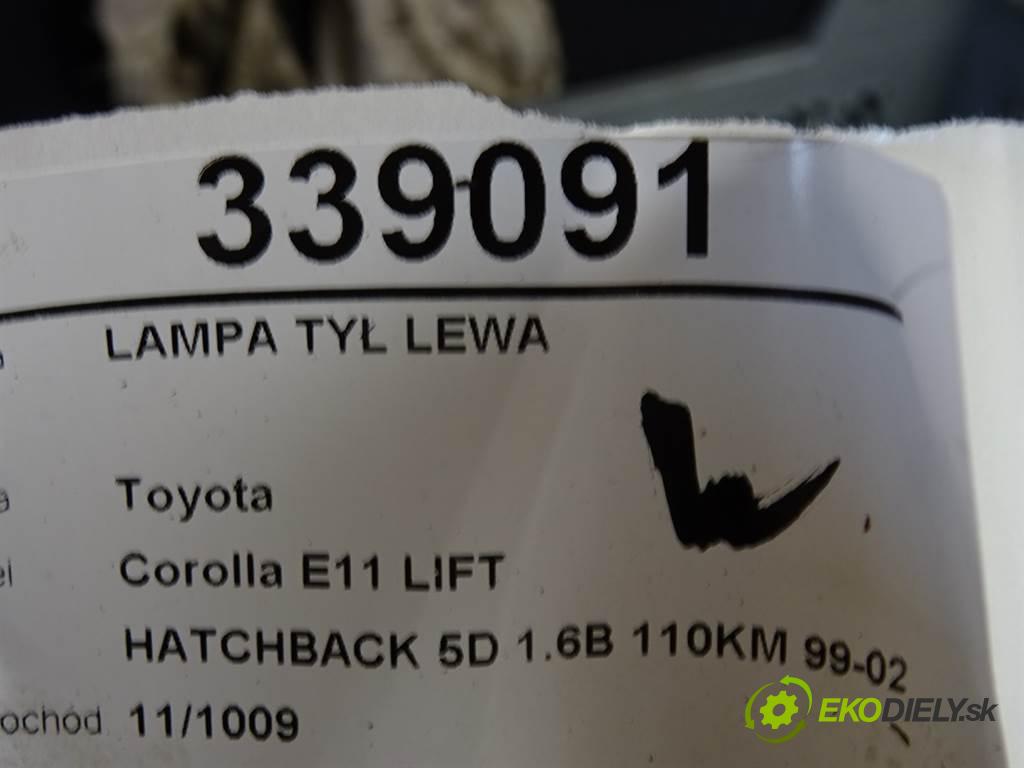 339091
LAMPA TYŁ LEWA
Toyota
Corolla E11 LIFT
HATCHBACK 5D 1.6B 110KM 99-02
ochód 11/1009
EKODIELY.sk